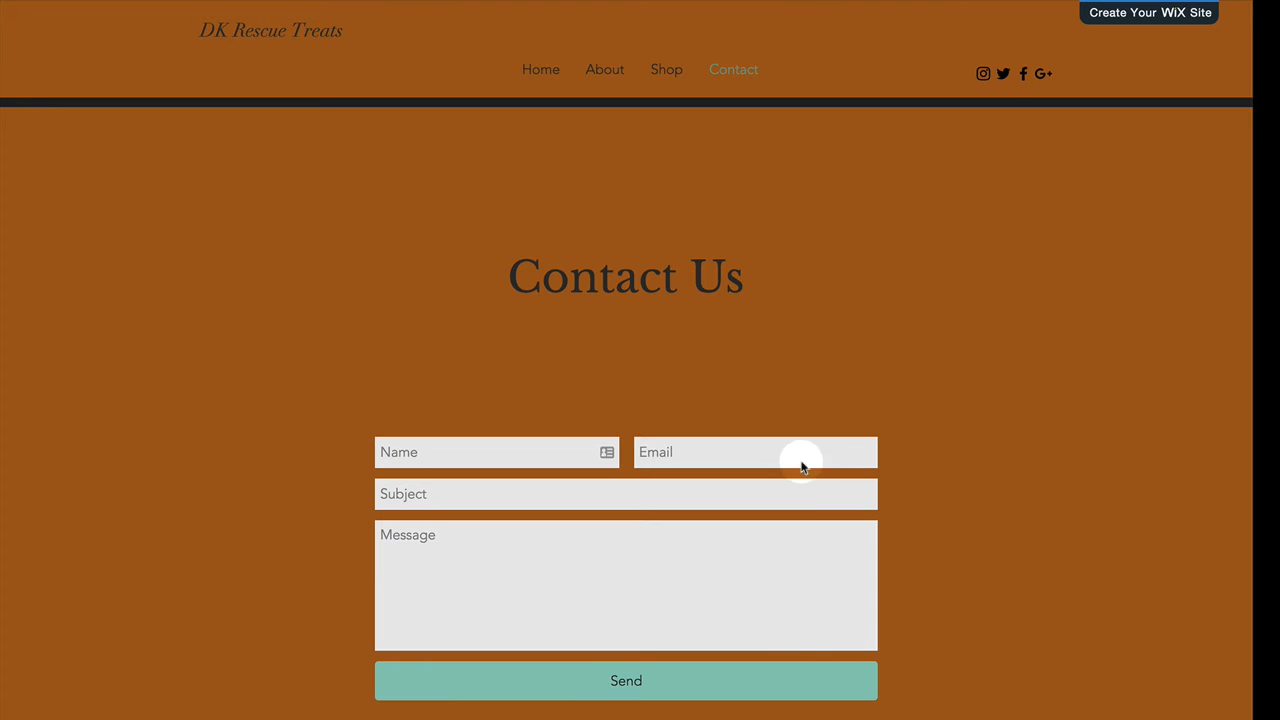 DK Rescue Treats
Create Your WiX Site
Home About Shop Contact
Contact Us
Name Email
Subject
Message
Send